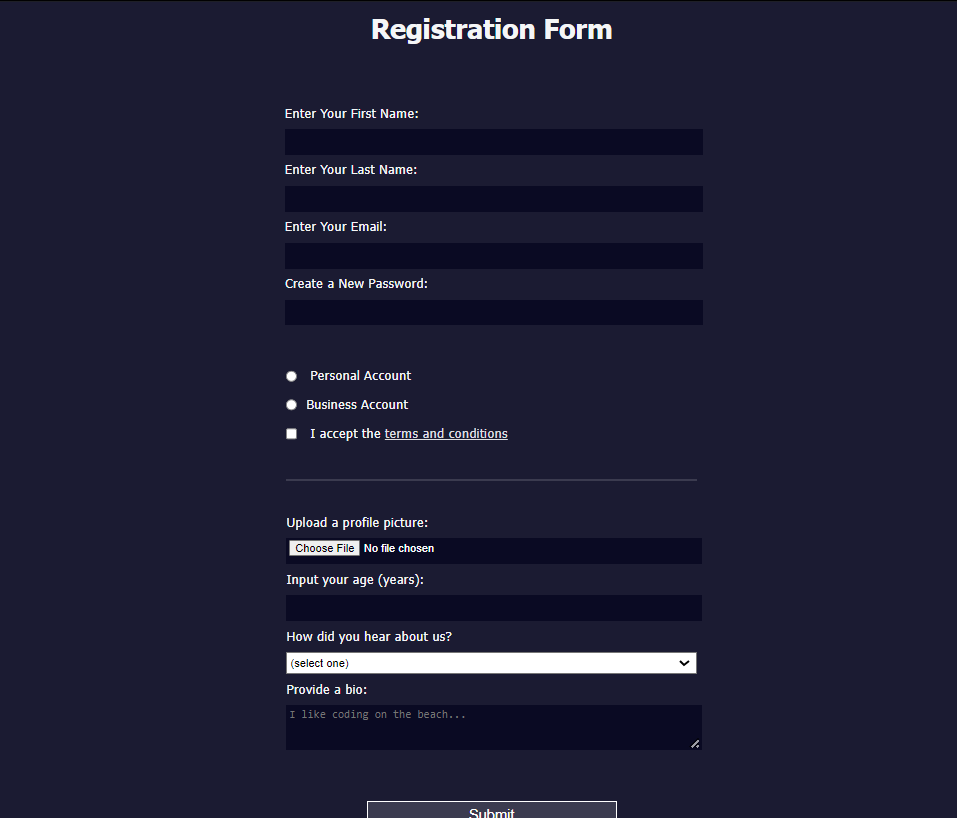 Registration Form
Enter Your First Name:
Enter Your Last Name:
Enter Your Email:
Create a New Password:
Personal Account
Business Account
I accept the terms and conditions
Upload a profile picture:
Choose File No file chosen
Input your age (years):
How did you hear about us?
(select one)
Provide a bio:
I like coding on the beach...
Submit